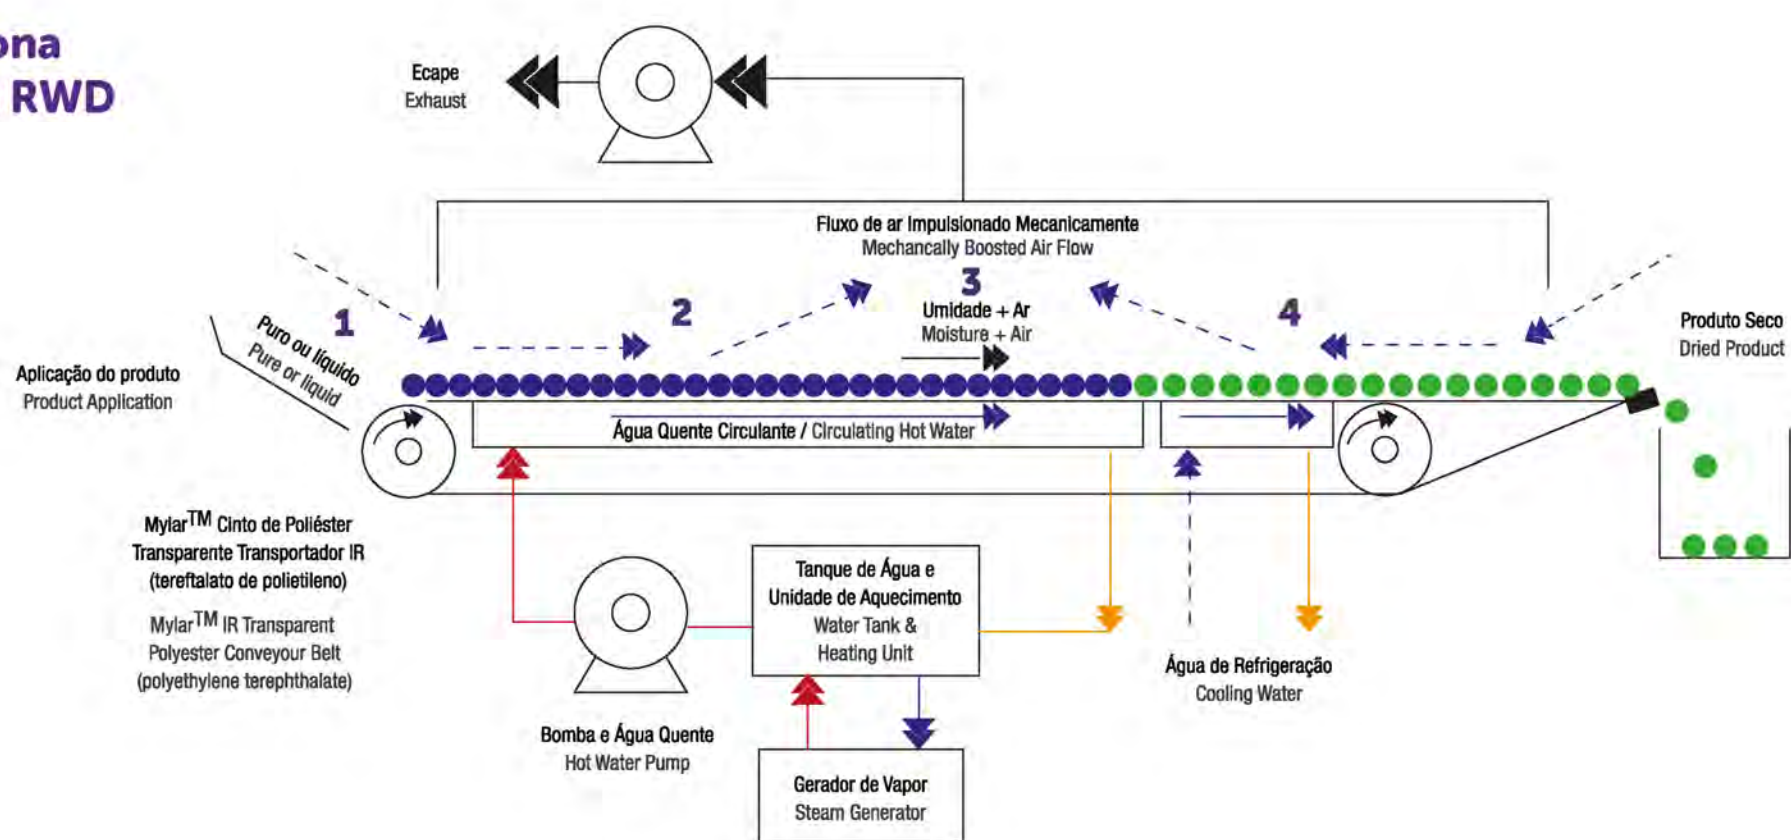 ona
RWD
Ecape
Exhaust
Fluxo de ar Impulsionado Mecanicamente
Mechancally Boosted Air Flow
1
2
3
4
Umidade + Ar
Moisture + Air
Puro ou líquido
Pure or liquid
Aplicação do produto
Product Application
Produto Seco
Dried Product
Água Quente Circulante / Circulating Hot Water
Mylar™ Cinto de Poliéster
Transparente Transportador IR
(tereftalato de polietileno)
Mylar™ IR Transparent
Polyester Conveyour Belt
(polyethylene terephthalate)
Tanque de Água e
Unidade de Aquecimento
Water Tank &
Heating Unit
Água de Refrigeração
Cooling Water
Bomba e Água Quente
Hot Water Pump
Gerador de Vapor
Steam Generator